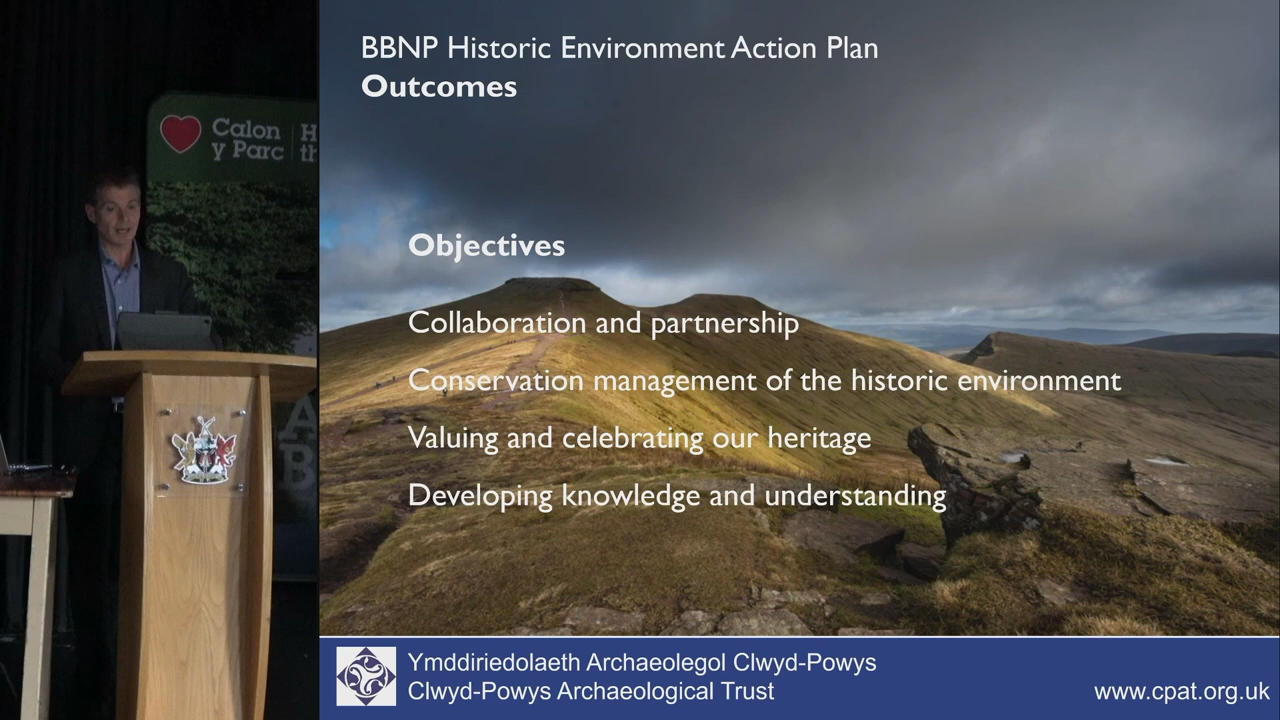 BBNP Historic Environment Action Plan
Outcomes
Calon
y Parc
H
th
Objectives
Collaboration and partnership
Conservation management of the historic environment
Valuing and celebrating our heritage
Developing knowledge and understanding
A
B
Ymddiriedolaeth Archaeolegol Clwyd-Powys
Clwyd-Powys Archaeological Trust
www.cpat.org.uk